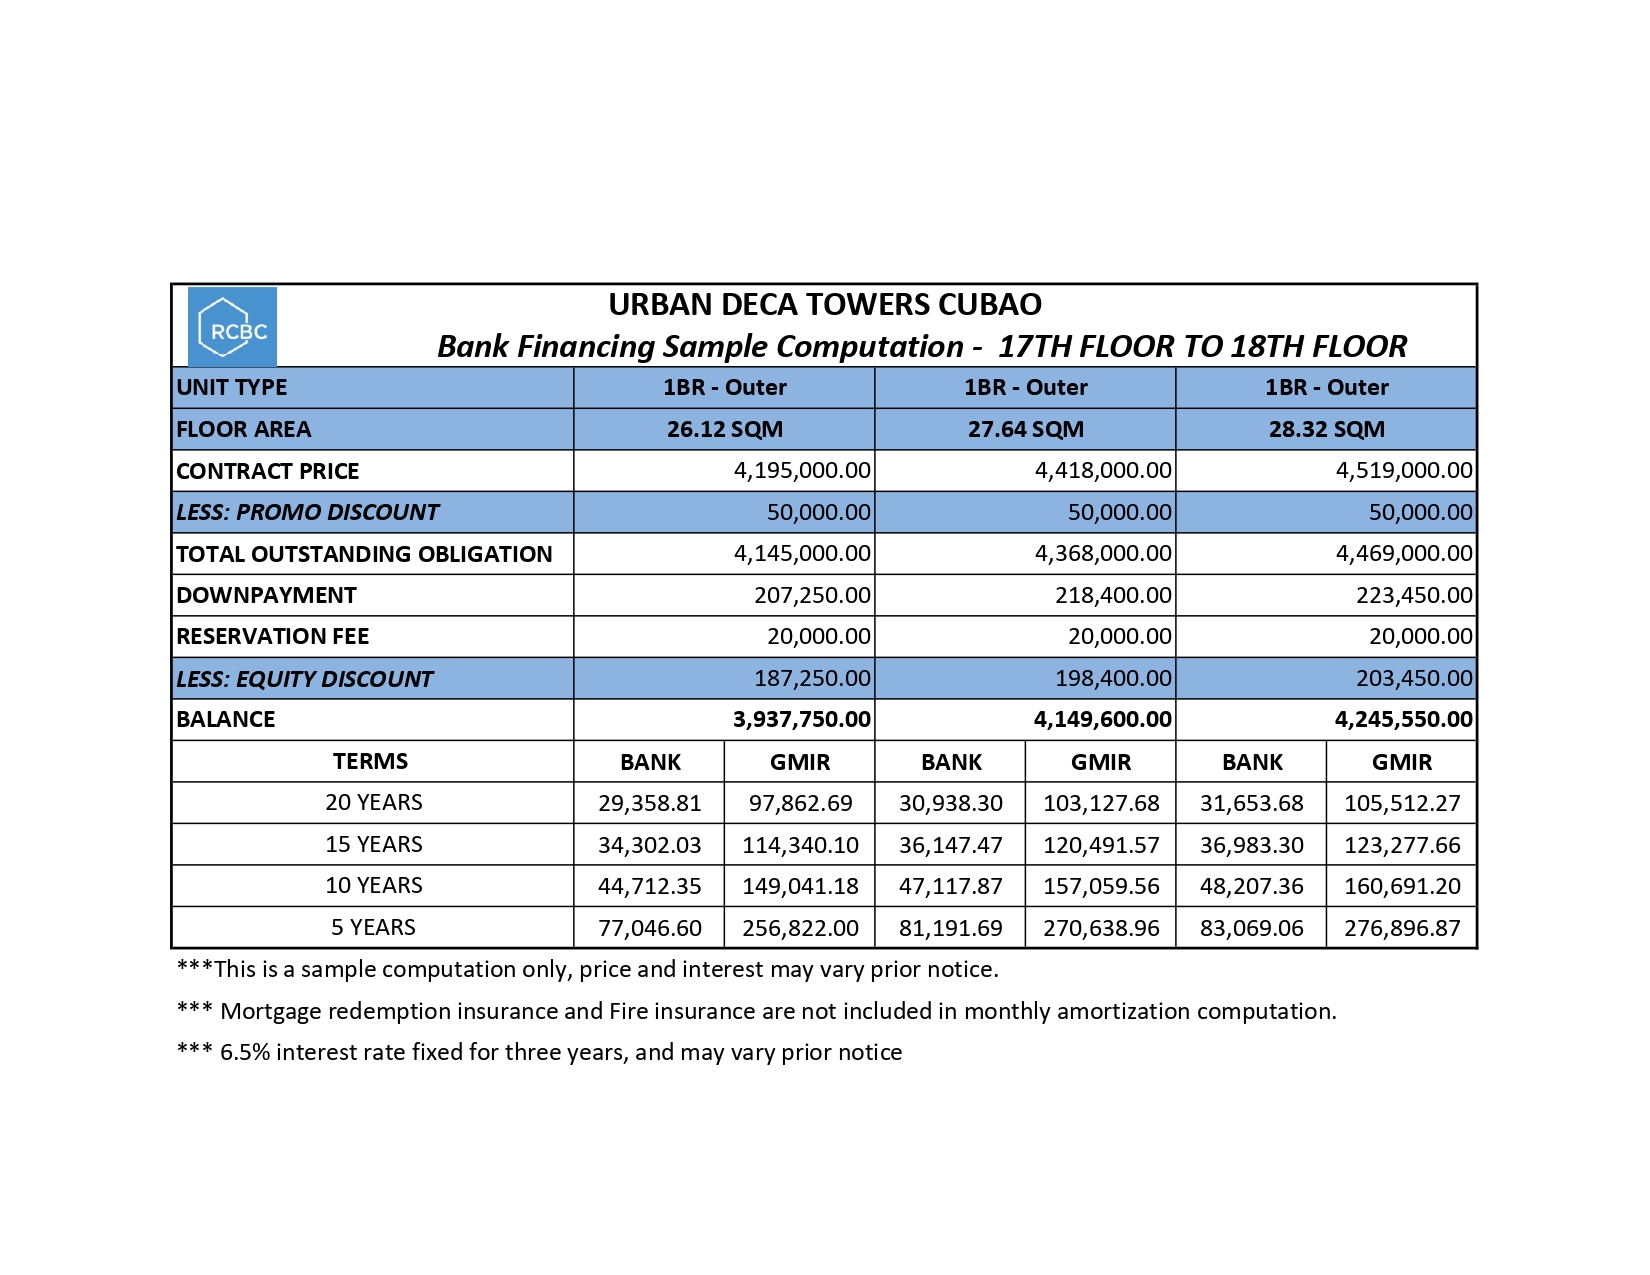 RCBC
URBAN DECA TOWERS CUBAO
Bank Financing Sample Computation - 17TH FLOOR TO 18TH FLOOR
UNIT TYPE 1BR - Outer 1BR - Outer 1BR - Outer
FLOOR AREA 26.12 SQM 27.64 SQM 28.32 SQM
CONTRACT PRICE 4,195,000.00 4,418,000.00 4,519,000.00
LESS: PROMO DISCOUNT 50,000.00 50,000.00 50,000.00
TOTAL OUTSTANDING OBLIGATION 4,145,000.00 4,368,000.00 4,469,000.00
DOWNPAYMENT 207,250.00 218,400.00 223,450.00
RESERVATION FEE 20,000.00 20,000.00 20,000.00
LESS: EQUITY DISCOUNT 187,250.00 198,400.00 203,450.00
BALANCE 3,937,750.00 4,149,600.00 4,245,550.00
TERMS BANK GMIR BANK GMIR BANK GMIR
20 YEARS 29,358.81 97,862.69 30,938.30 103,127.68 31,653.68 105,512.27
15 YEARS 34,302.03 114,340.10 36,147.47 120,491.57 36,983.30 123,277.66
10 YEARS 44,712.35 149,041.18 47,117.87 157,059.56 48,207.36 160,691.20
5 YEARS 77,046.60 256,822.00 81,191.69 270,638.96 83,069.06 276,896.87
***This is a sample computation only, price and interest may vary prior notice.
*** Mortgage redemption insurance and Fire insurance are not included in monthly amortization computation.
*** 6.5% interest rate fixed for three years, and may vary prior notice